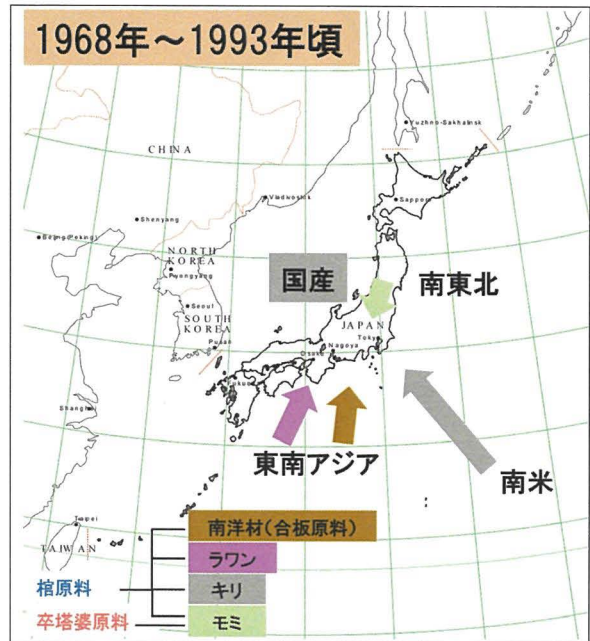 1968年～1993年頃
Yuzhno-Sakhalinsk
CHINA
Vladivostok
Sapporo
Shenyang
Beijing (Peking)
NORTH
KOREA
Pyongyang
国産
南東北
Seoul
SOUTH
KOREA
JAPAN
Tokyo
Nagoya
Osaka
Pusan
Fukuo
Shanghai
東南アジア
南米
Taipei
TAIWAN
南洋材（合板原料）
ラワン
棺原料
キリ
卒塔婆原料
モミ